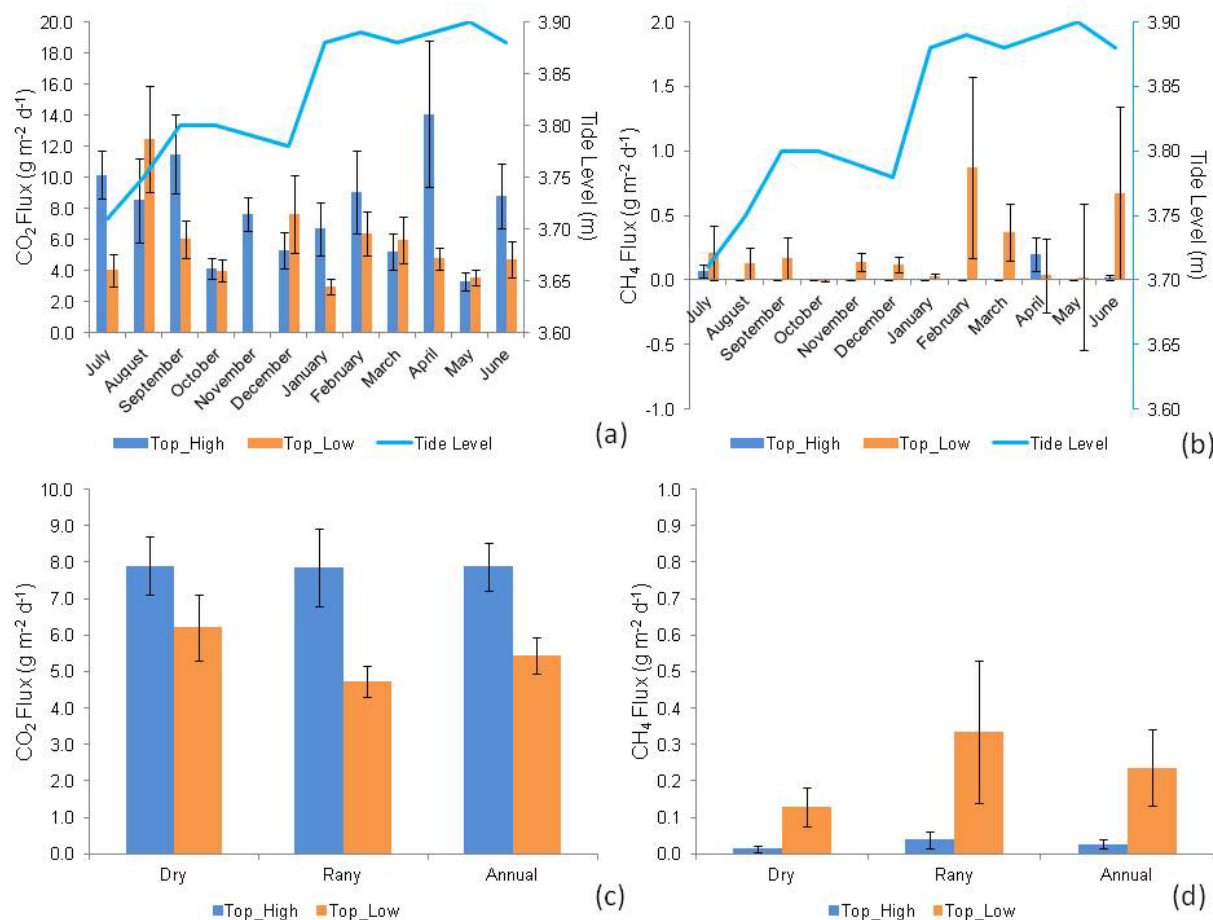 20.0
18.0
16.0
14.0
12.0
10.0
8.0
6.0
4.0
2.0
0.0
CO2 Flux (g m-2 d-1)
3.90
3.85
3.80
3.75
3.70
3.65
3.60
Tide Level (m)
July
August
September
October
November
December
January
February
March
April
May
June
Top_High Top_Low Tide Level
(a)
2.0
1.5
1.0
0.5
0.0
-0.5
-1.0
CH4 Flux (g m-2 d-1)
3.90
3.85
3.80
3.75
3.70
3.65
3.60
Tide Level (m)
July
August
September
October
November
December
January
February
March
April
May
June
Top_High Top_Low Tide Level
(b)
10.0
9.0
8.0
7.0
6.0
5.0
4.0
3.0
2.0
1.0
0.0
CO2 Flux (g m-2 d-1)
Dry Rany Annual
Top_High Top_Low
(c)
1.0
0.9
0.8
0.7
0.6
0.5
0.4
0.3
0.2
0.1
0.0
CH4 Flux (g m-2 d-1)
Dry Rany Annual
Top_High Top_Low
(d)